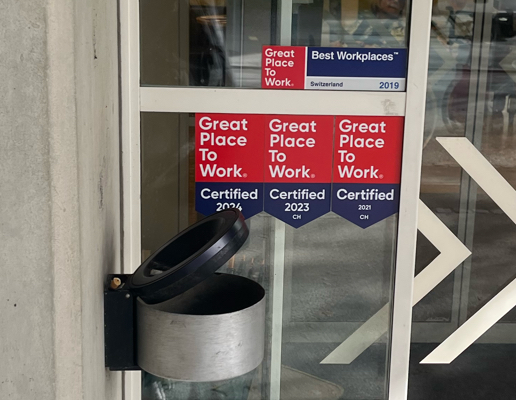 Great
Place
To
Work®
Best Workplaces™
Switzerland
2019
Great
Place
To
Work®
Certified
2024
Great
Place
To
Work®
Certified
2023
CH
Great
Place
To
Work®
Certified
2021
CH